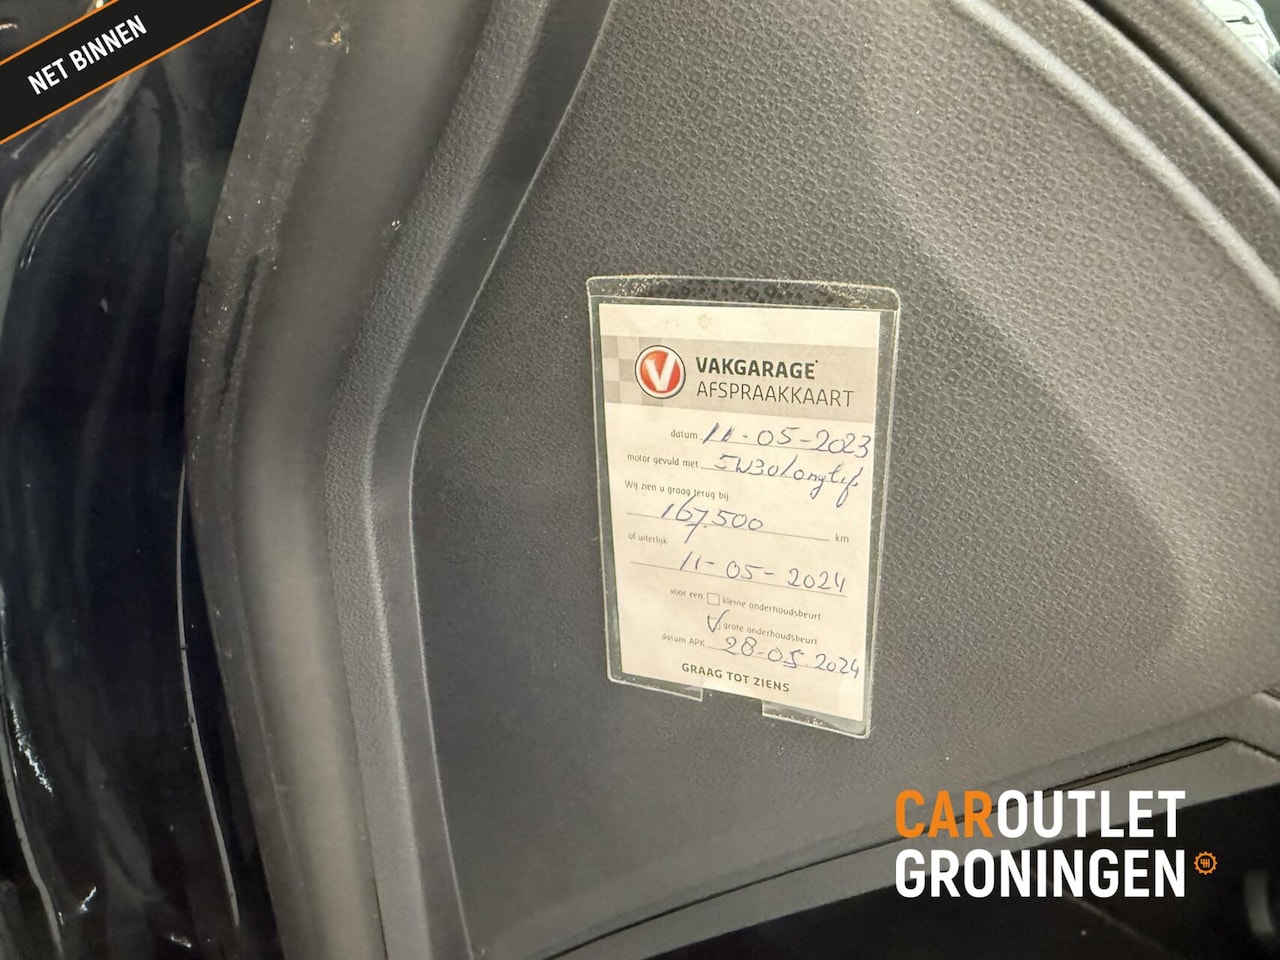 NET BINNEN
V VAKGARAGE
AFSPRAAKKAART
datum 11-05-2023
motor gevuld met 5W30 longlife
Wij zien u graag terug bij
167.500 km
of uiterlijk
11-05-2024
voor een kleine onderhoudsbeurt
grote onderhoudsbeurt
datum APK 28-05-2024
GRAAG TOT ZIENS
CAROUTLET
GRONINGEN